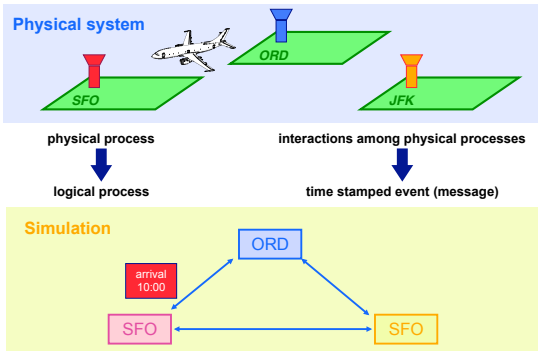 Physical system
ORD
SFO
JFK
physical process
interactions among physical processes
logical process
time stamped event (message)
Simulation
ORD
arrival
10:00
SFO
SFO